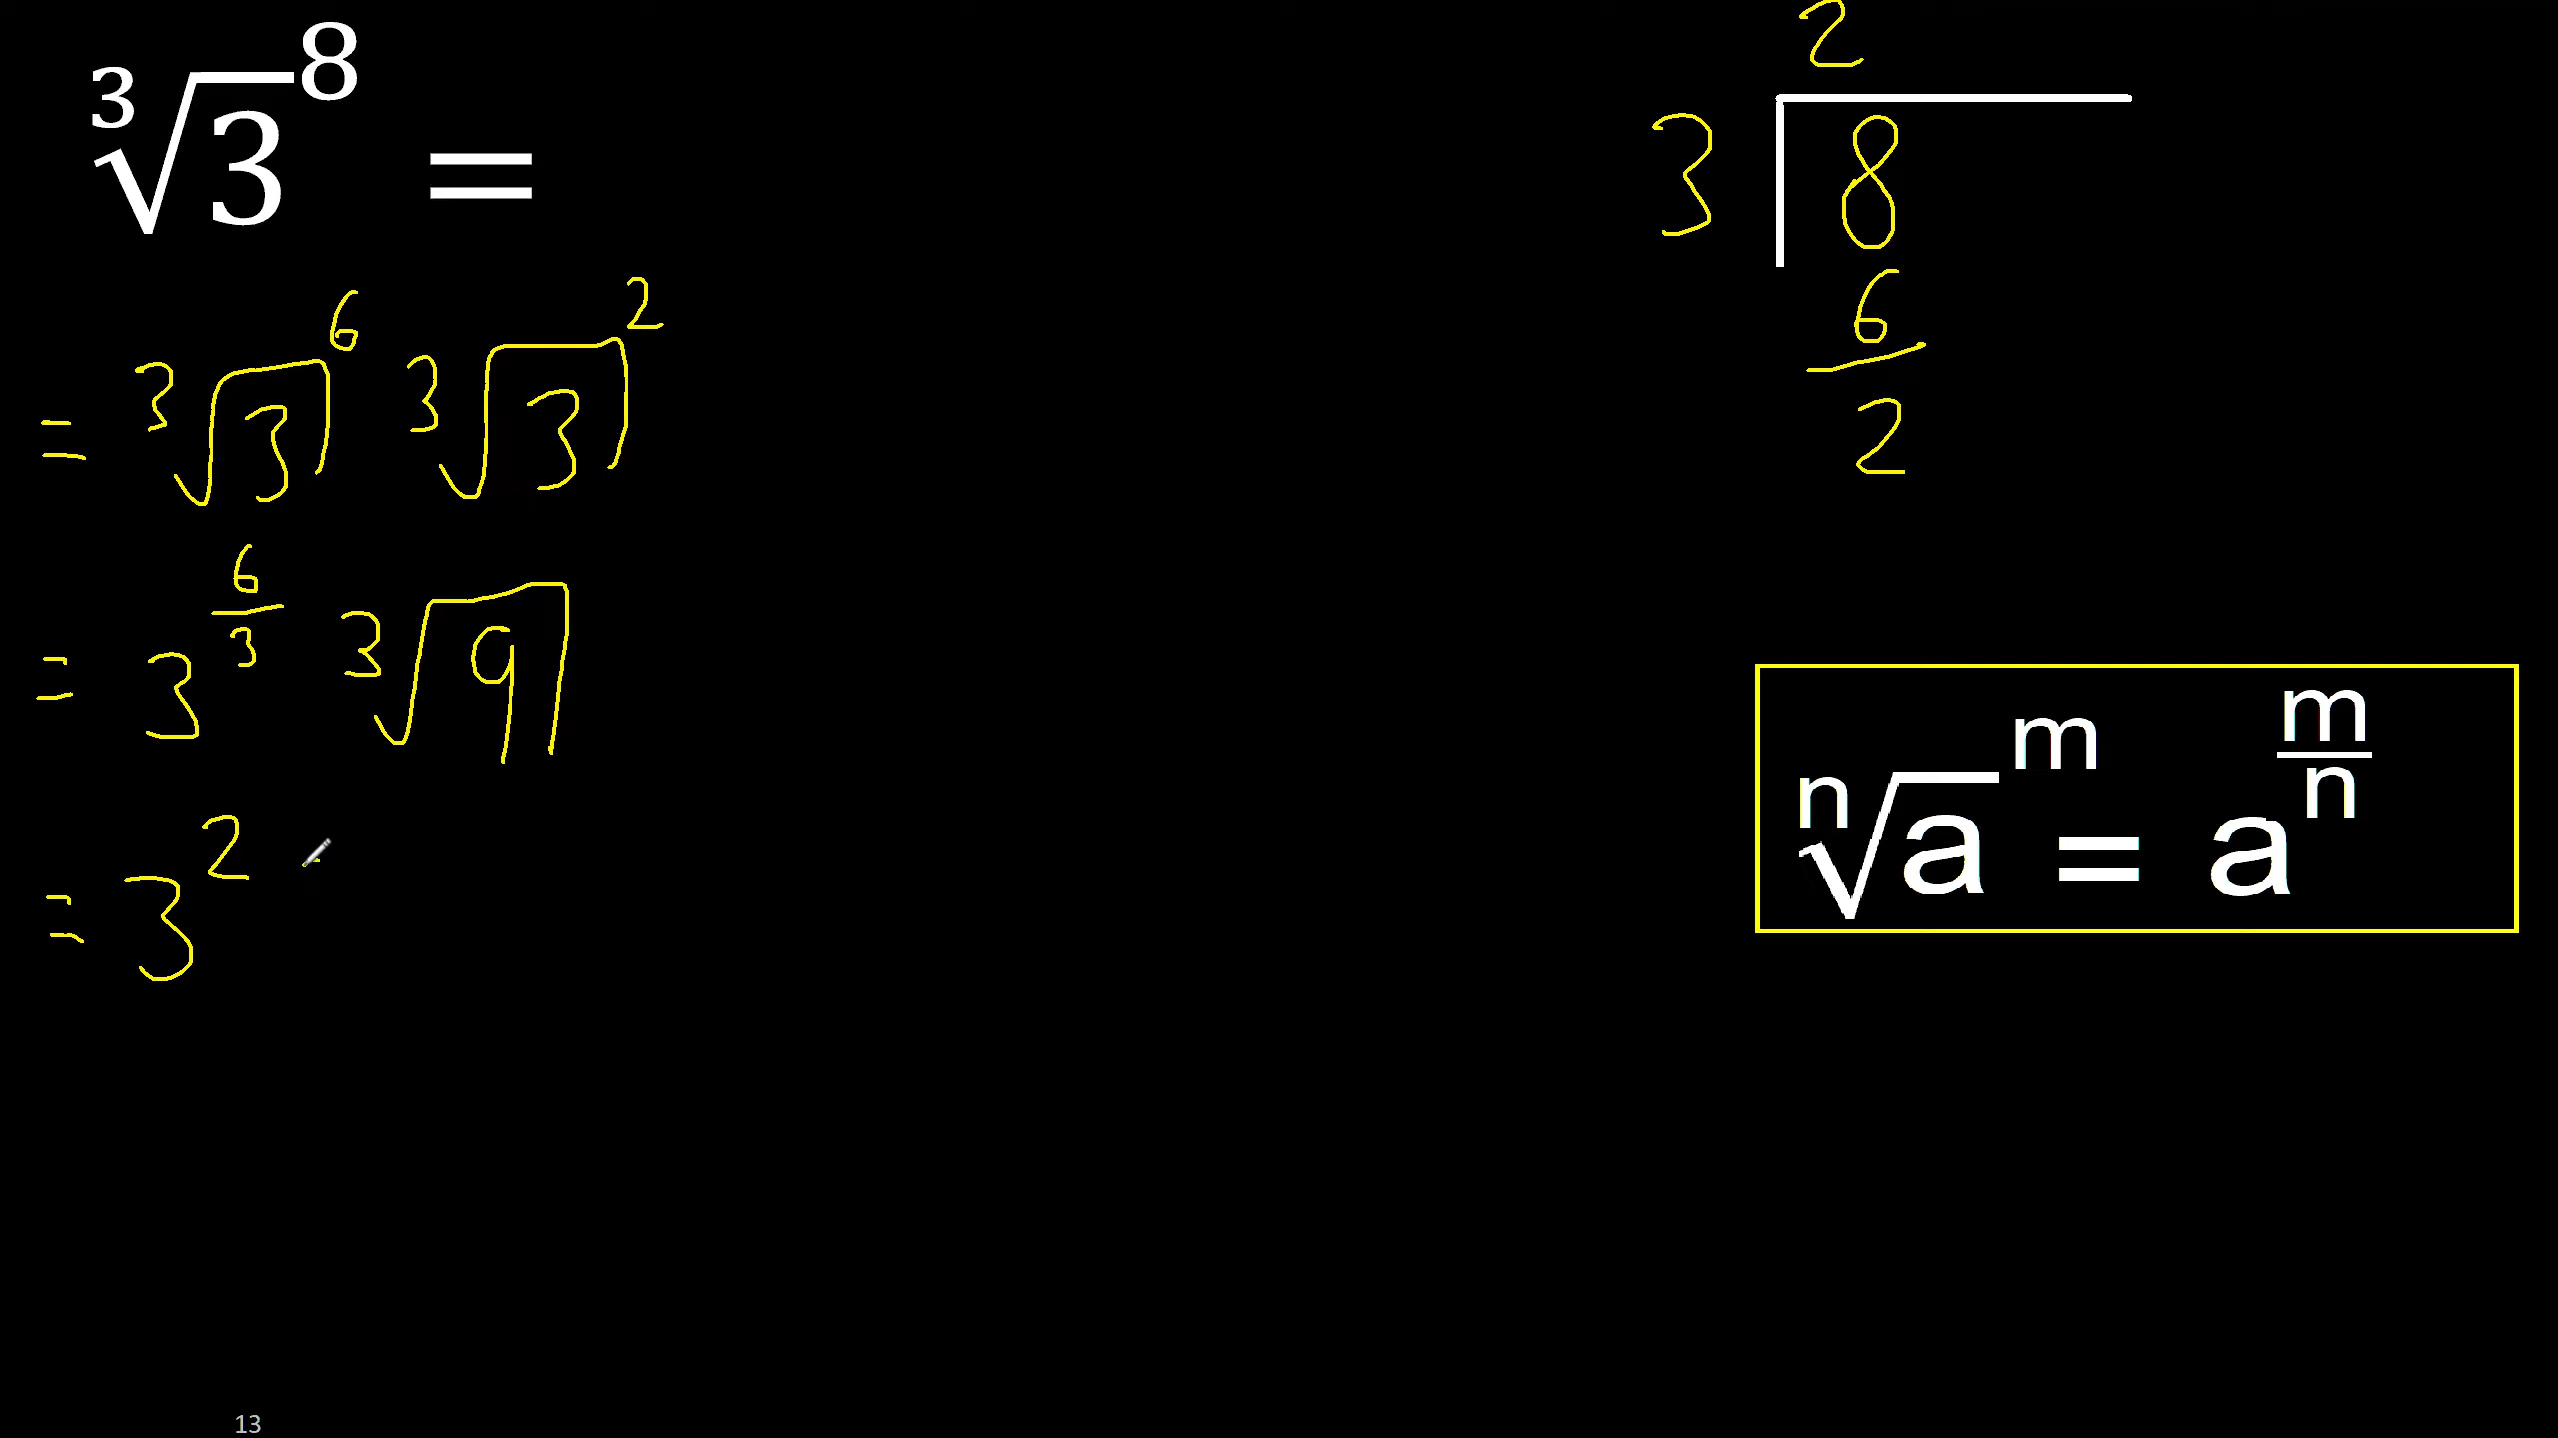 ∛3⁸ =
= ∛3⁶ ∛3²
= 3^(6/3) ∛9
= 3²
2
3 8
6
2
ⁿ√aᵐ = a^(m/n)
13